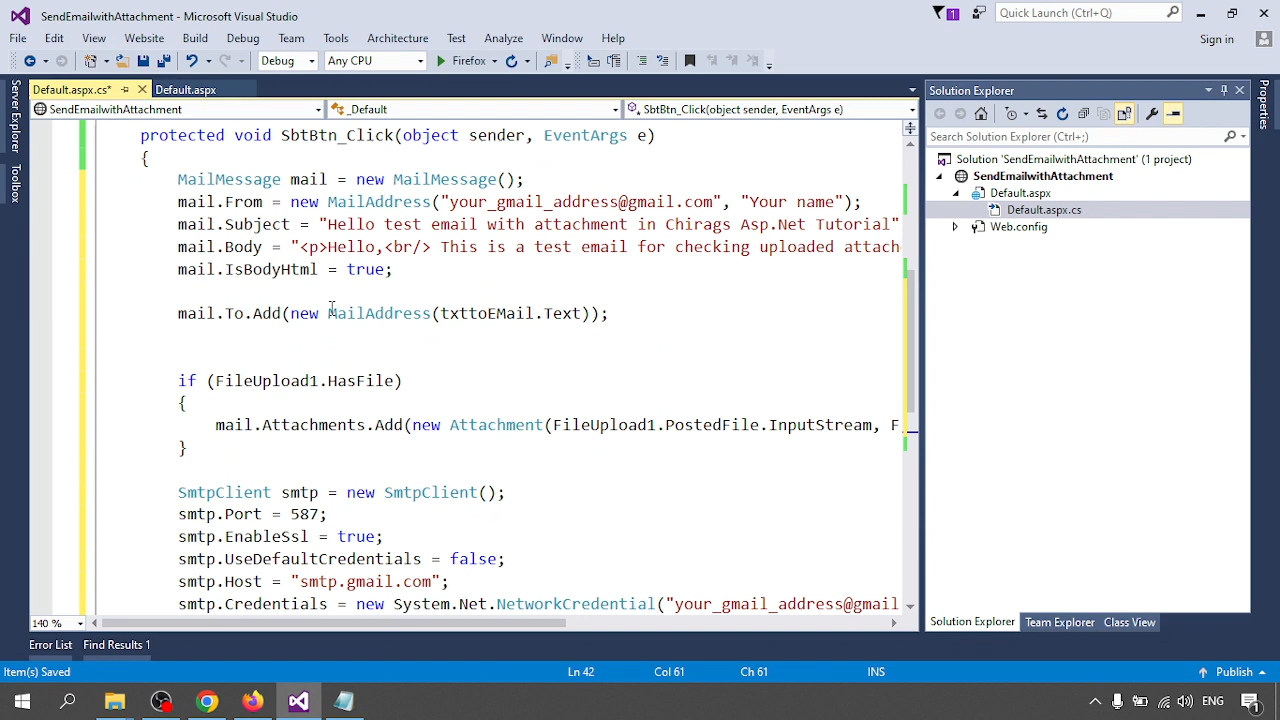 SendEmailwithAttachment - Microsoft Visual Studio
1
Quick Launch (Ctrl+Q)
File Edit View Website Build Debug Team Tools Architecture Test Analyze Window Help
Sign in
Debug Any CPU Firefox
Server Explorer
Toolbox
Default.aspx.cs* Default.aspx
SendEmailwithAttachment _Default SbtBtn_Click(object sender, EventArgs e)
protected void SbtBtn_Click(object sender, EventArgs e)
{
MailMessage mail = new MailMessage();
mail.From = new MailAddress("your_gmail_address@gmail.com", "Your name");
mail.Subject = "Hello test email with attachment in Chirags Asp.Net Tutorial"
mail.Body = "<p>Hello,<br/> This is a test email for checking uploaded attach
mail.IsBodyHtml = true;
mail.To.Add(new MailAddress(txttoEMail.Text));
if (FileUpload1.HasFile)
{
mail.Attachments.Add(new Attachment(FileUpload1.PostedFile.InputStream, F
}
SmtpClient smtp = new SmtpClient();
smtp.Port = 587;
smtp.EnableSsl = true;
smtp.UseDefaultCredentials = false;
smtp.Host = "smtp.gmail.com";
smtp.Credentials = new System.Net.NetworkCredential("your_gmail_address@gmail
140 %
Solution Explorer
Search Solution Explorer (Ctrl+;)
Solution 'SendEmailwithAttachment' (1 project)
SendEmailwithAttachment
Default.aspx
Default.aspx.cs
Web.config
Solution Explorer Team Explorer Class View
Properties
Error List Find Results 1
Item(s) Saved Ln 42 Col 61 Ch 61 INS Publish
ENG
1